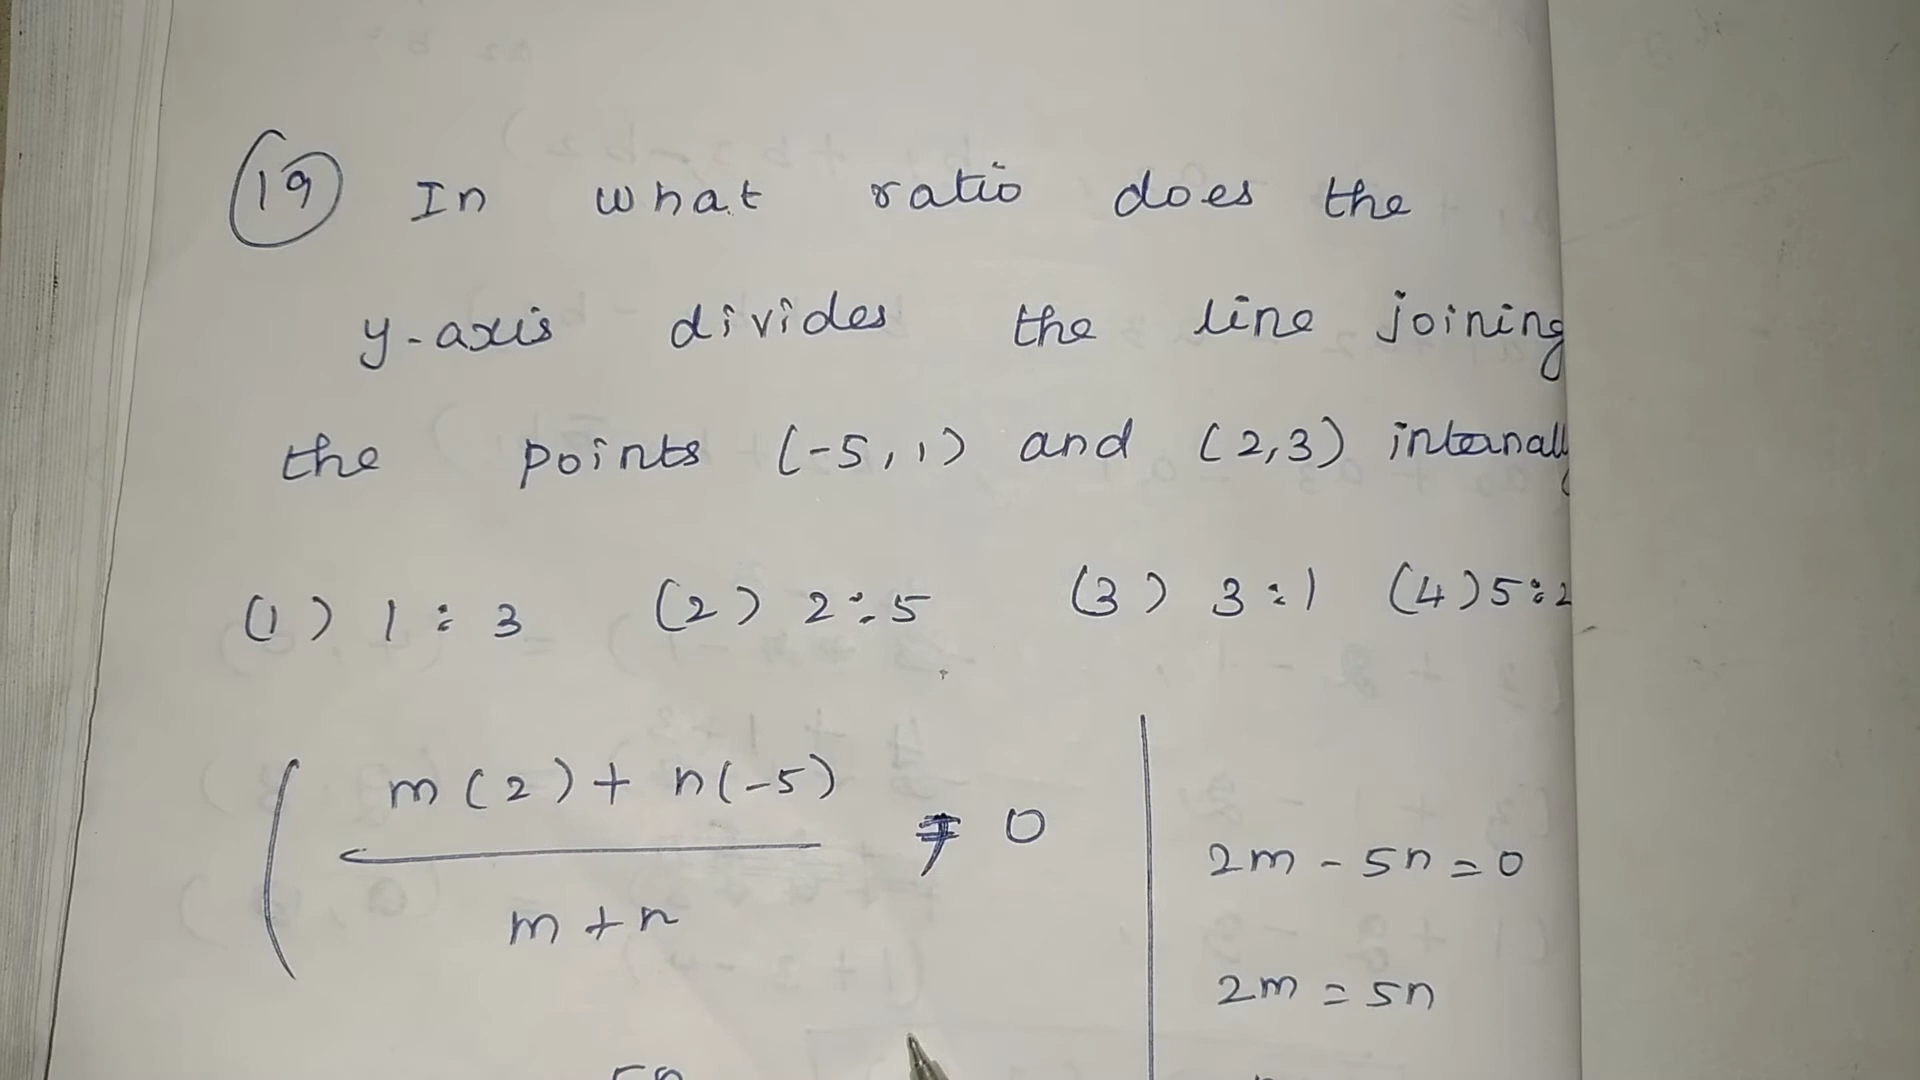 19 In what ratio does the
y-axis divides the line joining
the points (-5, 1) and (2, 3) internally
(1) 1 : 3 (2) 2 : 5 (3) 3 : 1 (4) 5 : 2
m(2) + n(-5)
= 0
m + n
2m - 5n = 0
2m = 5n
5n